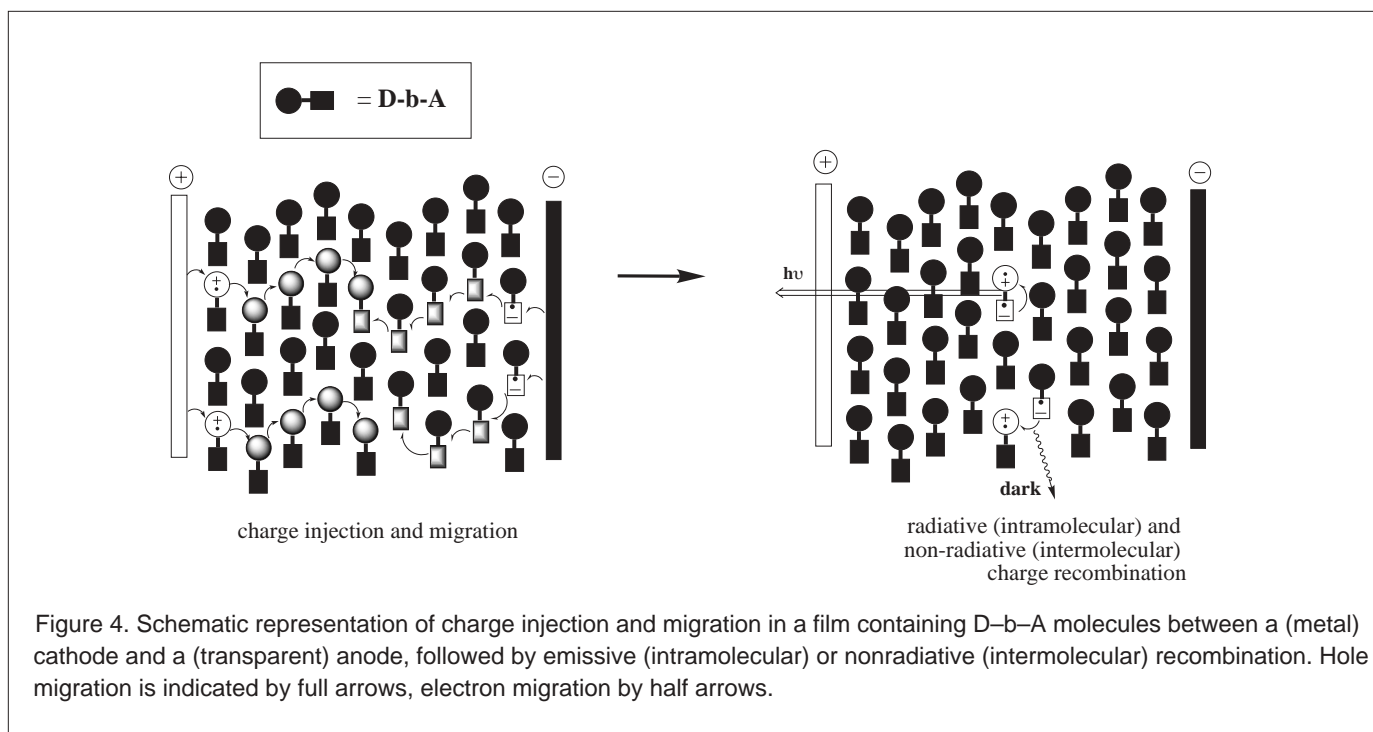 = D-b-A
+
−
+
−
hυ
dark
charge injection and migration
radiative (intramolecular) and
non-radiative (intermolecular)
charge recombination
Figure 4. Schematic representation of charge injection and migration in a film containing D–b–A molecules between a (metal)
cathode and a (transparent) anode, followed by emissive (intramolecular) or nonradiative (intermolecular) recombination. Hole
migration is indicated by full arrows, electron migration by half arrows.